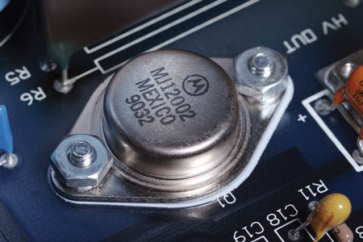 HV OUT
R5
R6
MJ12002
MEXICO
9032
+
Q1
R11
C18
C19